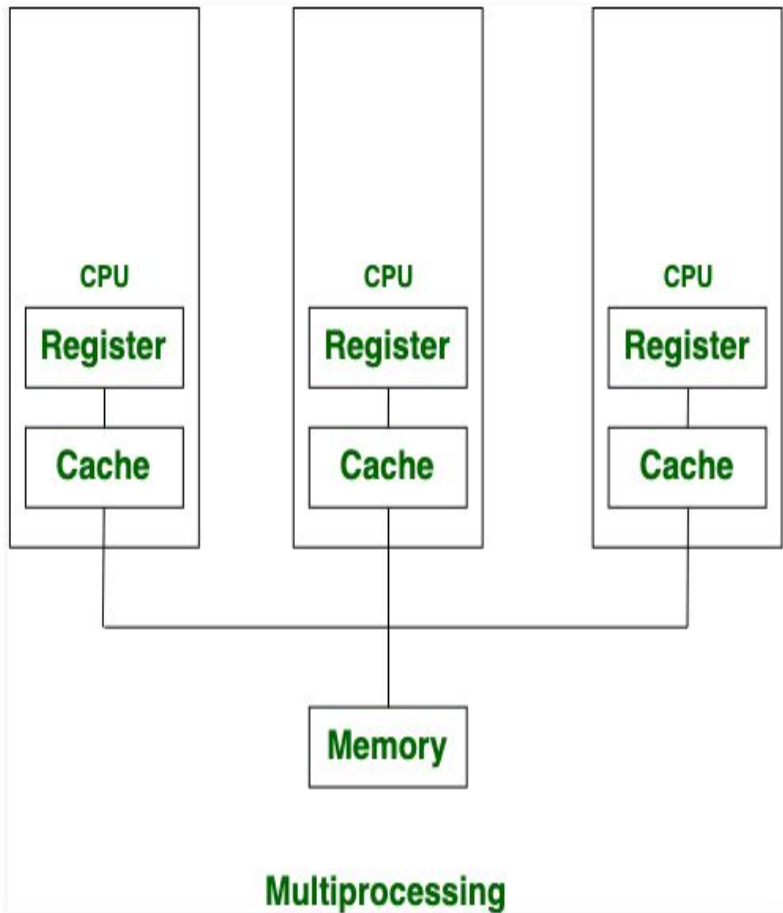 CPU CPU CPU
Register Register Register
Cache Cache Cache
Memory
Multiprocessing